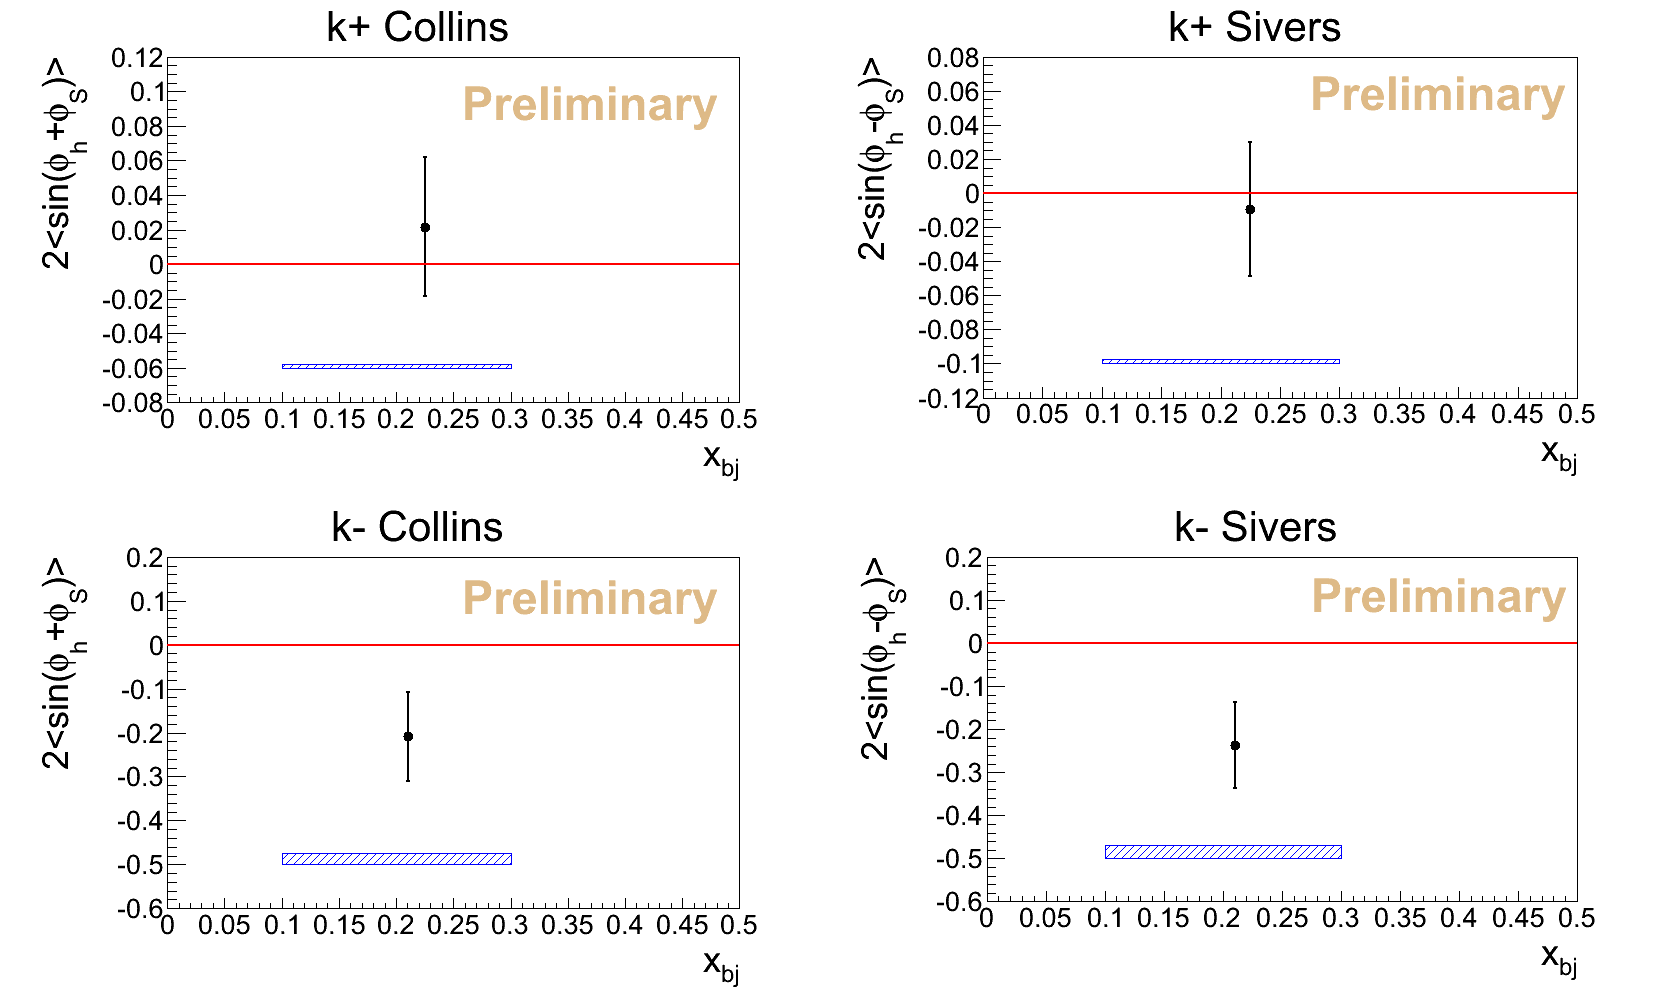 k+ Collins
Preliminary
2<sin(ϕh+ϕS)>
0.12
0.1
0.08
0.06
0.04
0.02
0
-0.02
-0.04
-0.06
-0.08
0 0.05 0.1 0.15 0.2 0.25 0.3 0.35 0.4 0.45 0.5
xbj
k+ Sivers
Preliminary
2<sin(ϕh-ϕS)>
0.08
0.06
0.04
0.02
0
-0.02
-0.04
-0.06
-0.08
-0.1
-0.12
0 0.05 0.1 0.15 0.2 0.25 0.3 0.35 0.4 0.45 0.5
xbj
k- Collins
Preliminary
2<sin(ϕh+ϕS)>
0.2
0.1
0
-0.1
-0.2
-0.3
-0.4
-0.5
-0.6
0 0.05 0.1 0.15 0.2 0.25 0.3 0.35 0.4 0.45 0.5
xbj
k- Sivers
Preliminary
2<sin(ϕh-ϕS)>
0.2
0.1
0
-0.1
-0.2
-0.3
-0.4
-0.5
-0.6
0 0.05 0.1 0.15 0.2 0.25 0.3 0.35 0.4 0.45 0.5
xbj